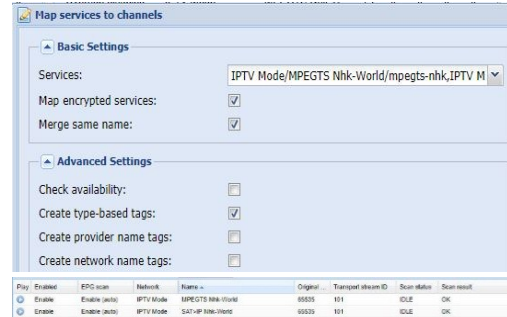 Map services to channels
Basic Settings
Services: IPTV Mode/MPEGTS Nhk-World/mpegts-nhk,IPTV M
Map encrypted services:
Merge same name:
Advanced Settings
Check availability:
Create type-based tags:
Create provider name tags:
Create network name tags:
Play Enabled EPG scan Network Name Original ... Transport stream ID Scan status Scan result
Enable Enable (auto) IPTV Mode MPEGTS Nhk-World 65535 101 IDLE OK
Enable Enable (auto) IPTV Mode SAT>IP Nhk-World 65535 101 IDLE OK